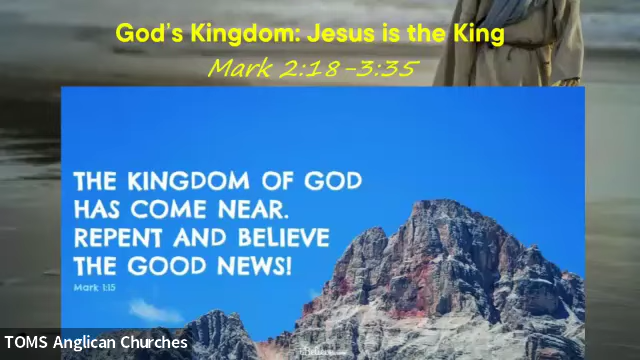 God's Kingdom: Jesus is the King
Mark 2:18-3:35
THE KINGDOM OF GOD
HAS COME NEAR.
REPENT AND BELIEVE
THE GOOD NEWS!
Mark 1:15
TOMS Anglican Churches